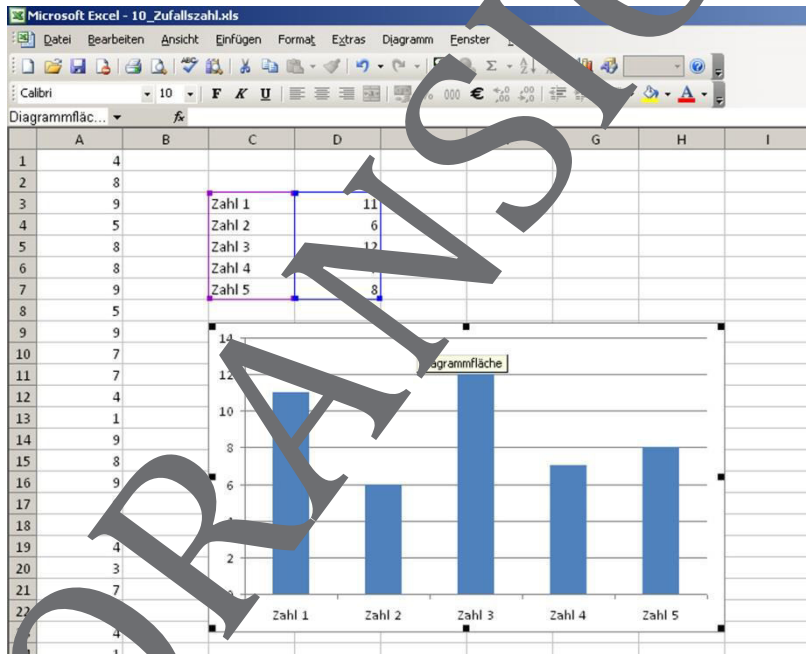 Microsoft Excel - 10_Zufallszahl.xls
Datei Bearbeiten Ansicht Einfügen Format Extras Diagramm Fenster
Calibri 10 F K U 000 €
Diagrammfläc... fx
A B C D G H I
1 4
2 8
3 9 Zahl 1 11
4 5 Zahl 2 6
5 8 Zahl 3 12
6 8 Zahl 4
7 9 Zahl 5 8
8 5
9 9
10 7
11 7
12 4
13 1
14 9
15 8
16 9
17
18
19 4
20 3
21 7
22
4
1
14
12
10
8
6
2
Zahl 1 Zahl 2 Zahl 3 Zahl 4 Zahl 5